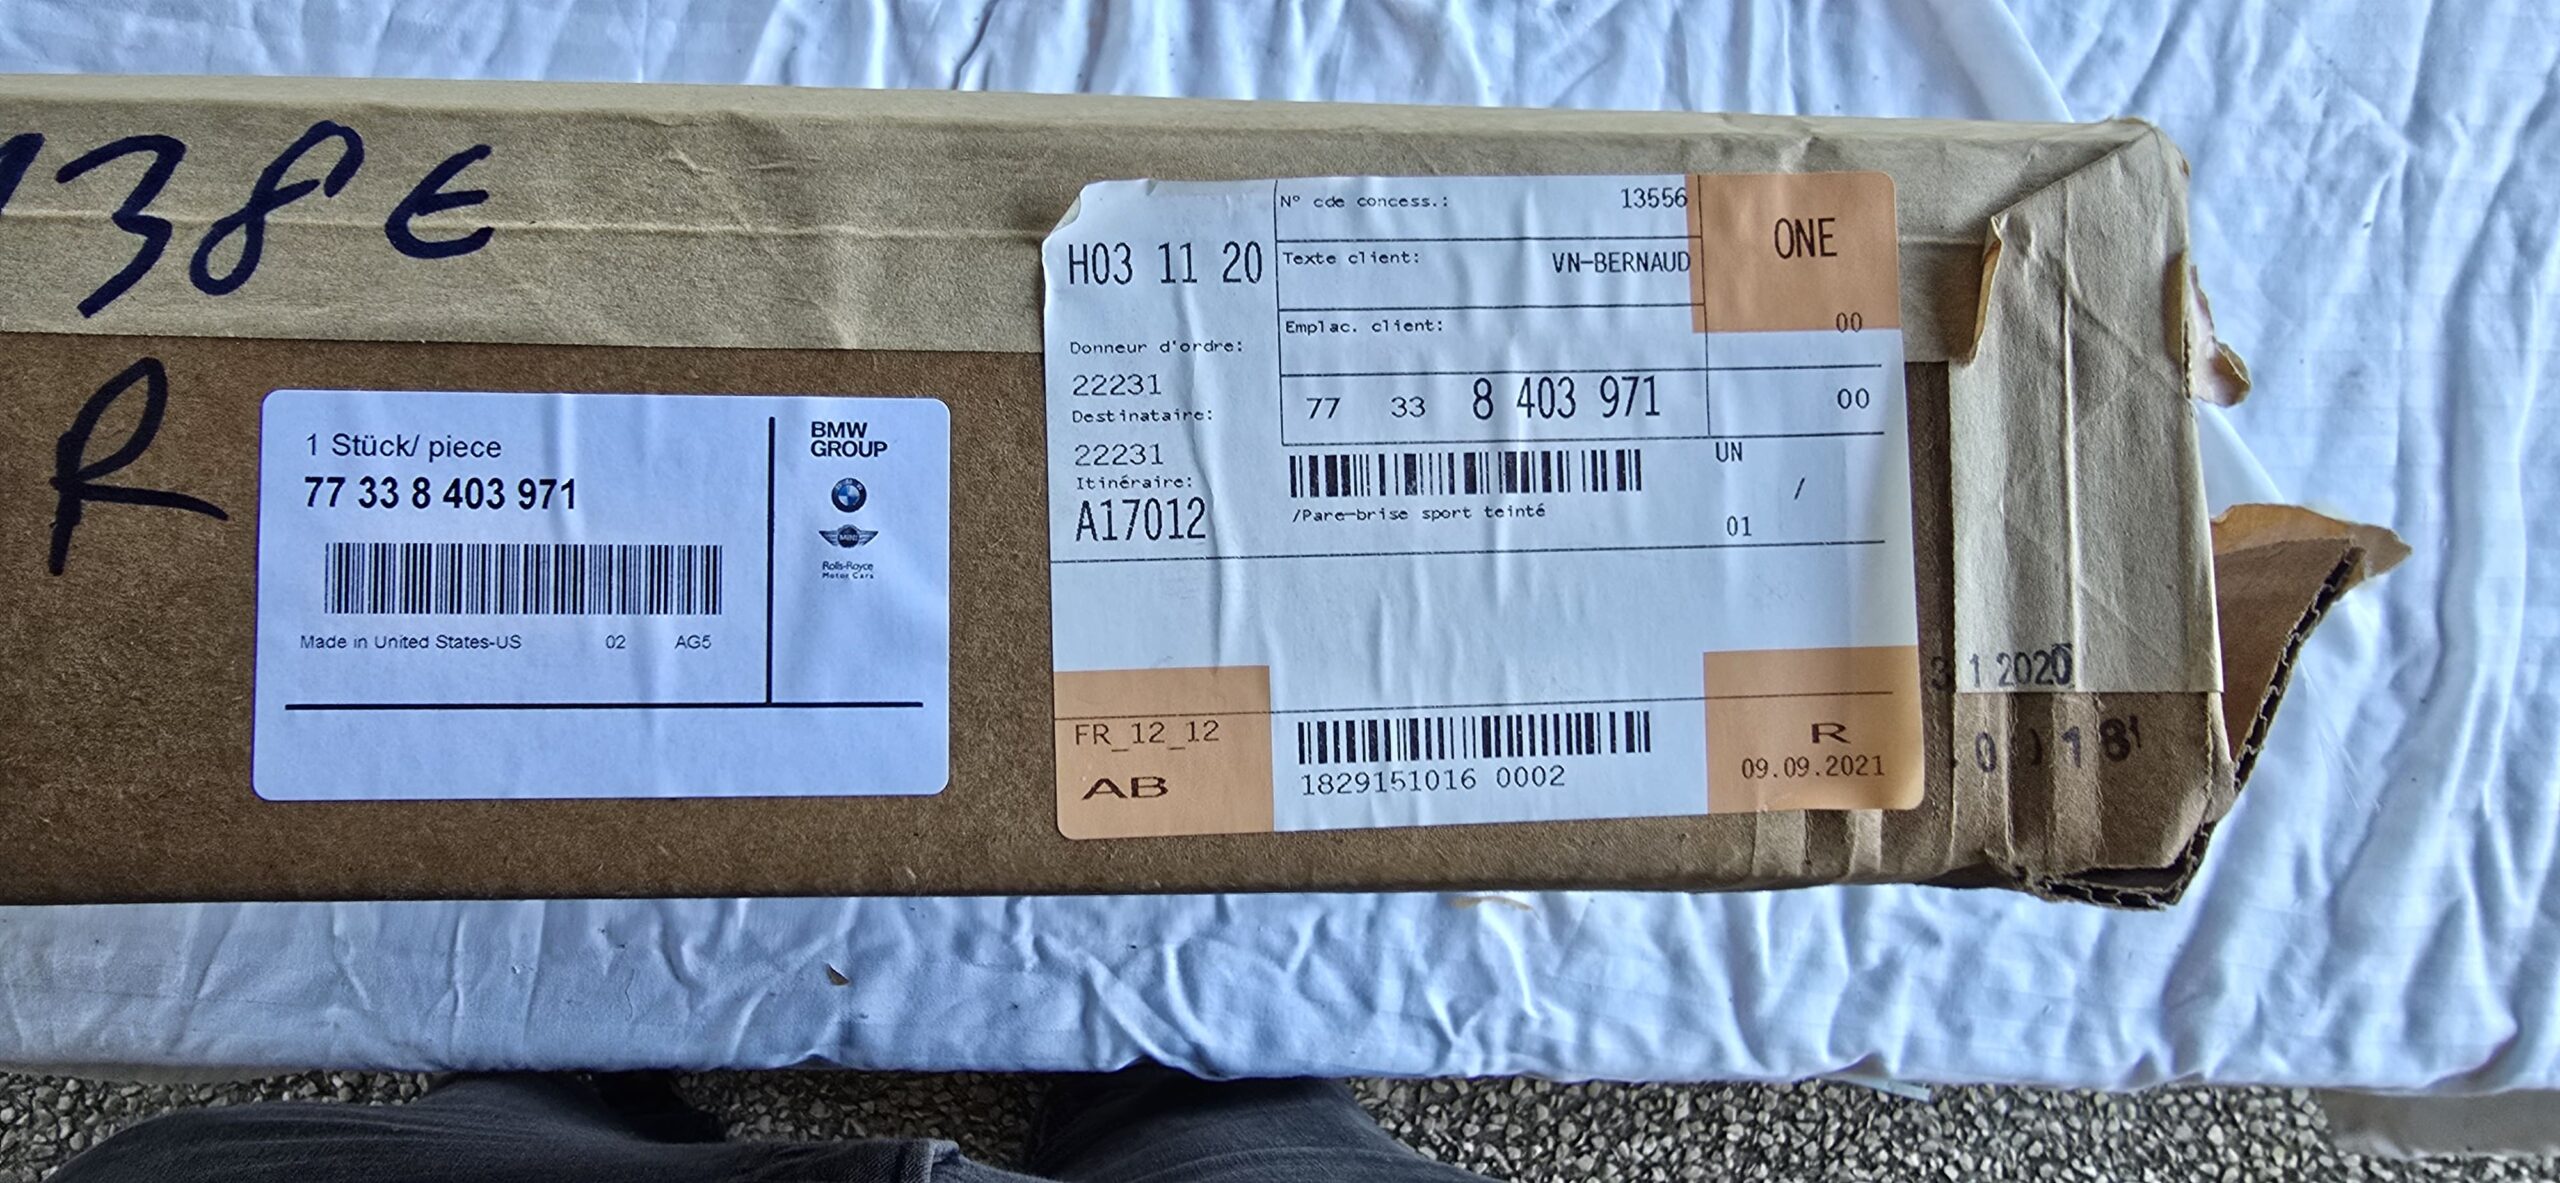 38 €
R
1 Stück/ piece
77 33 8 403 971
Made in United States-US 02 AG5
BMW
GROUP
MINI
Rolls-Royce
Motor Cars
H03 11 20
Donneur d'ordre:
22231
Destinataire:
22231
Itinéraire:
A17012
N° cde concess.: 13556
Texte client: VN-BERNAUD
Emplac. client:
77 33 8 403 971
/Pare-brise sport teinté
ONE
00
00
UN
/
01
FR_12_12
AB
1829151016 0002
R
09.09.2021
1 2020